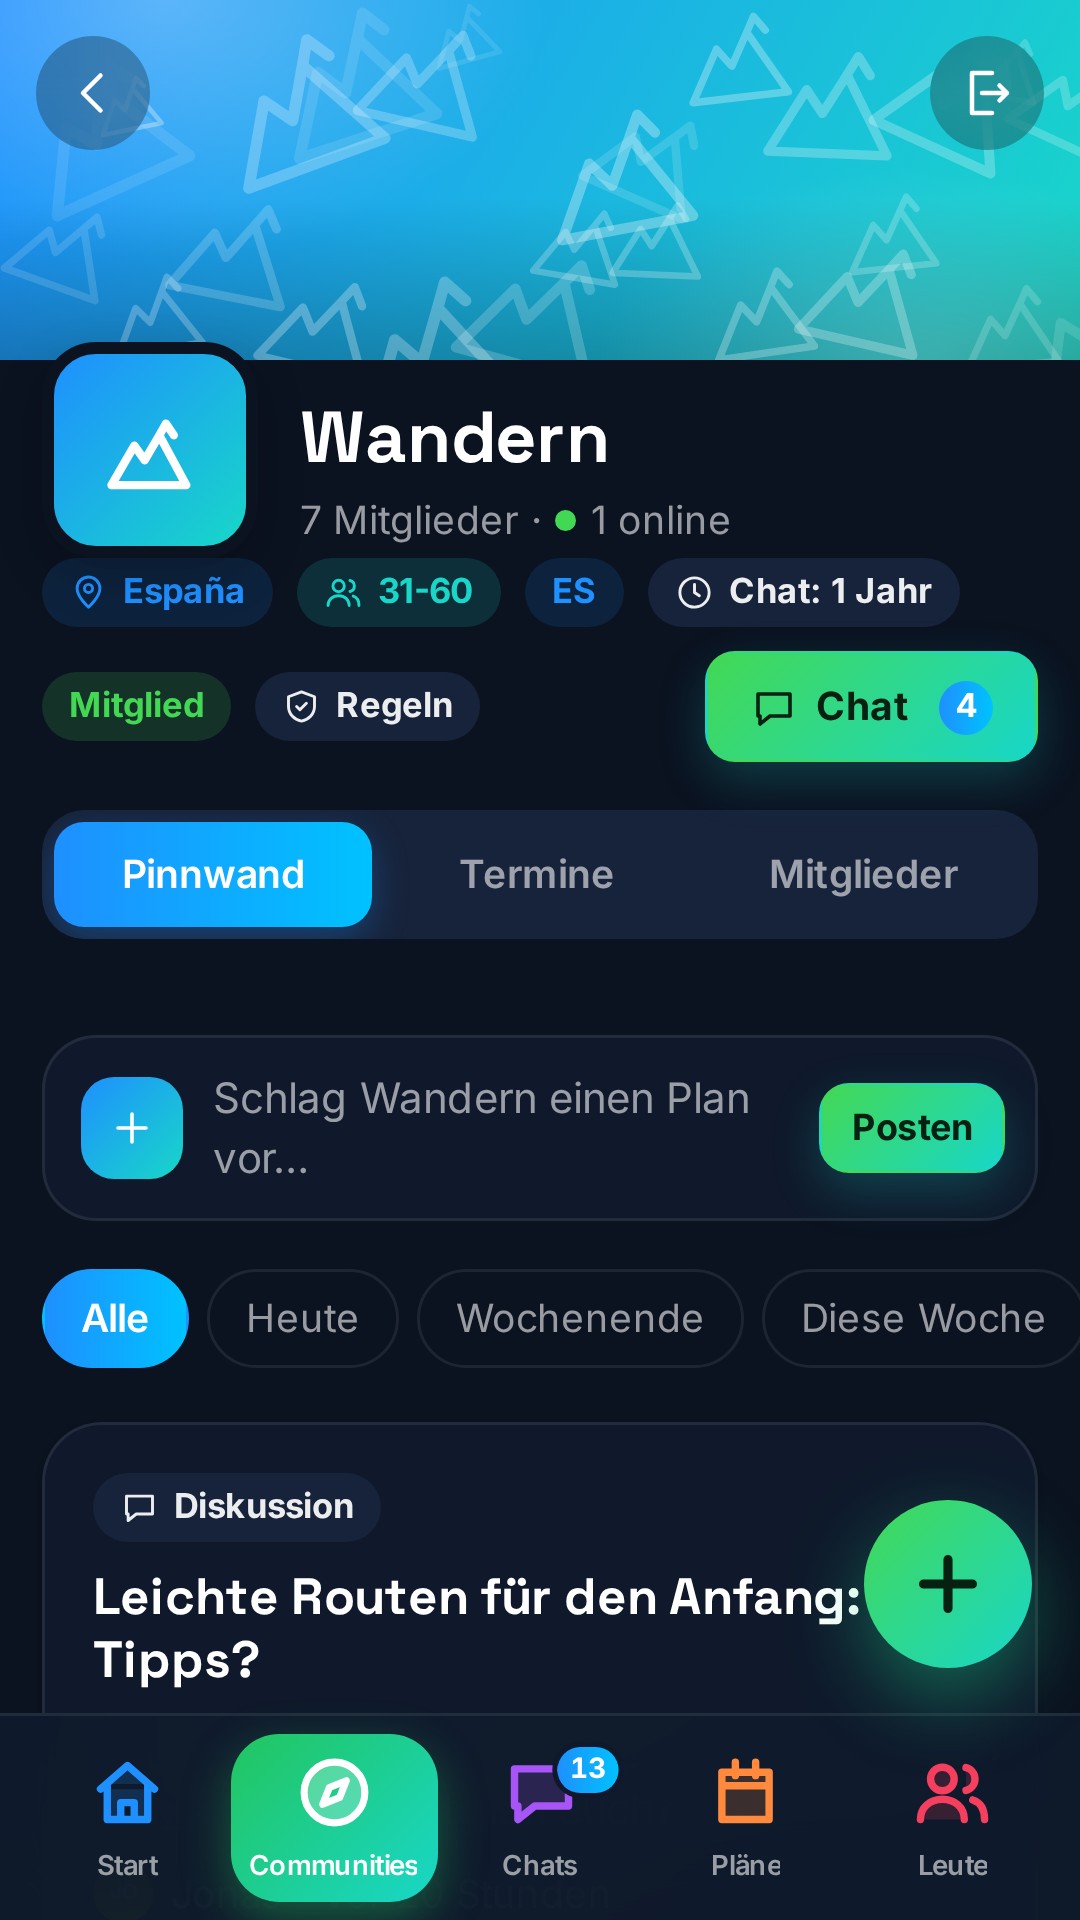 Wandern
7 Mitglieder · 1 online
España
31-60
ES
Chat: 1 Jahr
Mitglied
Regeln
Chat 4
Pinnwand
Termine
Mitglieder
Schlag Wandern einen Plan
vor...
Posten
Alle
Heute
Wochenende
Diese Woche
Diskussion
Leichte Routen für den Anfang:
Tipps?
13
Start
Communities
Chats
Pläne
Leute
Stunden